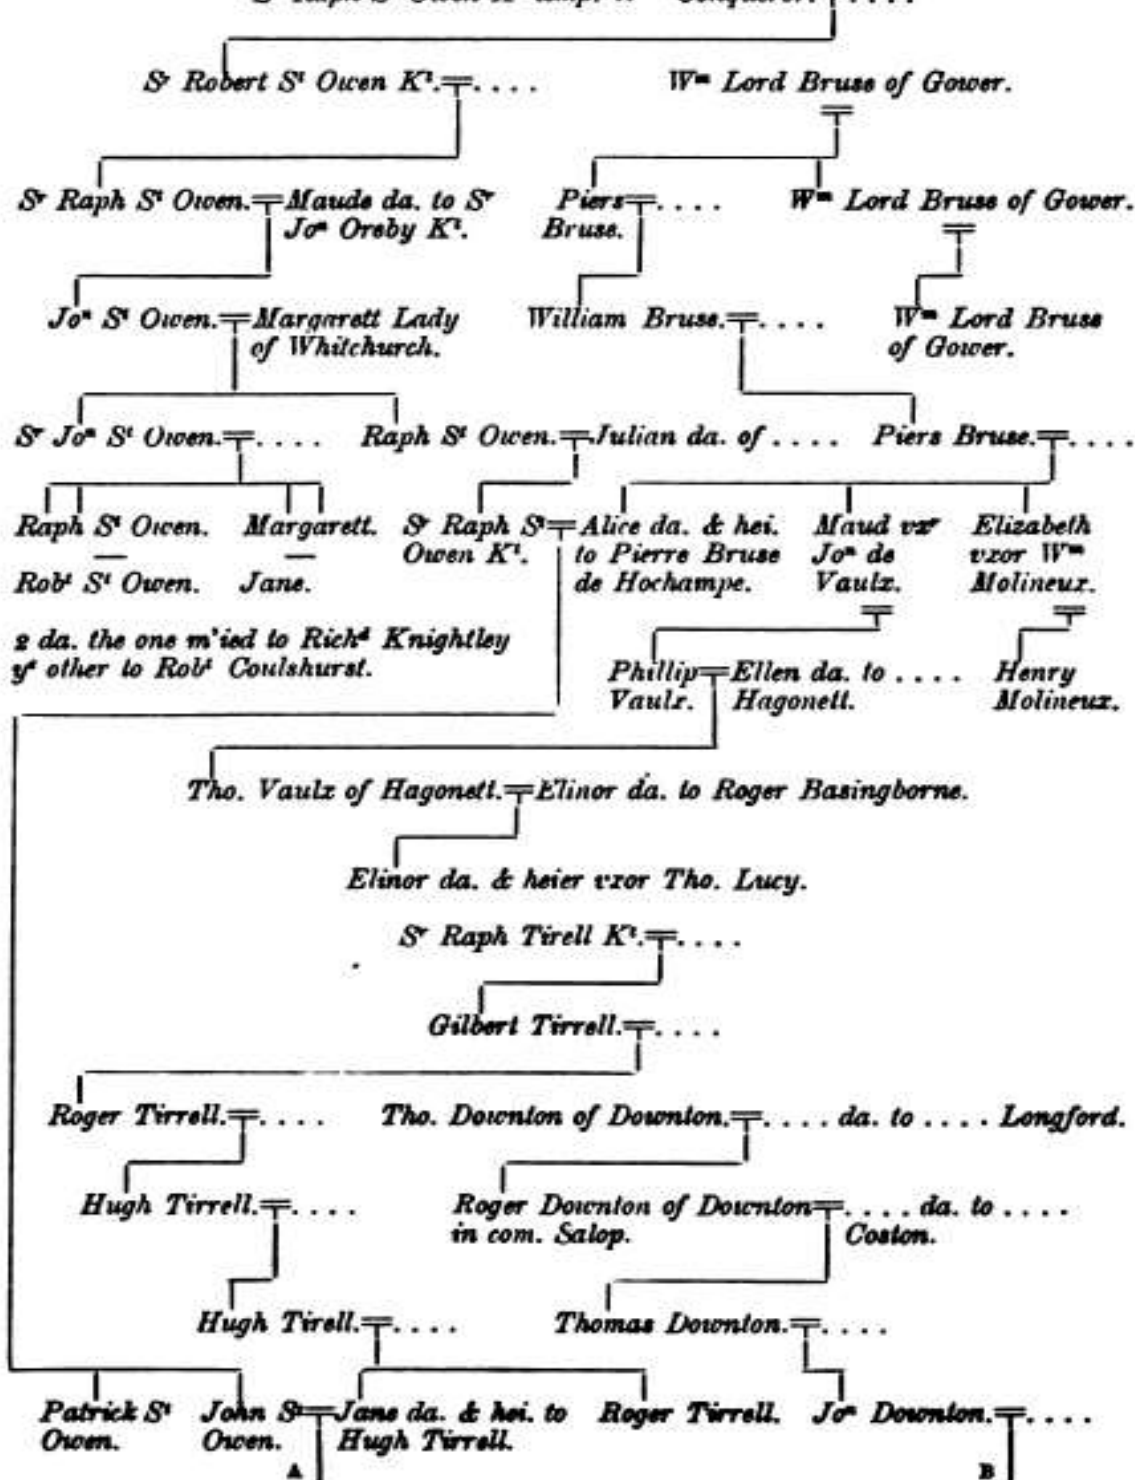 Sʳ Robert Sᵗ Owen Kᵗ. . . . .
Wᵐ Lord Bruse of Gower.
Sʳ Raph Sᵗ Owen. Maude da. to Sʳ
Joⁿ Oreby Kᵗ.
Piers . . . .
Bruse.
Wᵐ Lord Bruse of Gower.
Joⁿ Sᵗ Owen. Margarett Lady
of Whitchurch.
William Bruse. . . . .
Wᵐ Lord Bruse
of Gower.
Sʳ Joⁿ Sᵗ Owen. . . . .
Raph Sᵗ Owen. Julian da. of . . . .
Piers Bruse. . . . .
Raph Sᵗ Owen.
Margarett.
Sʳ Raph Sᵗ
Owen Kᵗ.
Alice da. & hei.
to Pierre Bruse
de Hochampe.
Maud vxʳ
Joⁿ de
Vaulx.
Elizabeth
vxor Wᵐ
Molineux.
Robᵗ Sᵗ Owen.
Jane.
2 da. the one m'ied to Richᵈ Knightley
yᵉ other to Robᵗ Coulshurst.
Phillip
Vaulx.
Ellen da. to . . . .
Hagonett.
Henry
Molineux.
Tho. Vaulx of Hagonett. Elinor da. to Roger Basingborne.
Elinor da. & heier vxor Tho. Lucy.
Sʳ Raph Tirell Kᵗ. . . . .
Gilbert Tirrell. . . . .
Roger Tirrell. . . . .
Tho. Downton of Downton. . . . . da. to . . . . Longford.
Hugh Tirrell. . . . .
Roger Downton of Downton . . . . da. to . . . .
in com. Salop.
Coston.
Hugh Tirell. . . . .
Thomas Downton. . . . .
Patrick Sᵗ
Owen.
John Sᵗ
Owen.
Jane da. & hei. to
Hugh Tirrell.
Roger Tirrell.
Joⁿ Downton. . . . .
A
B